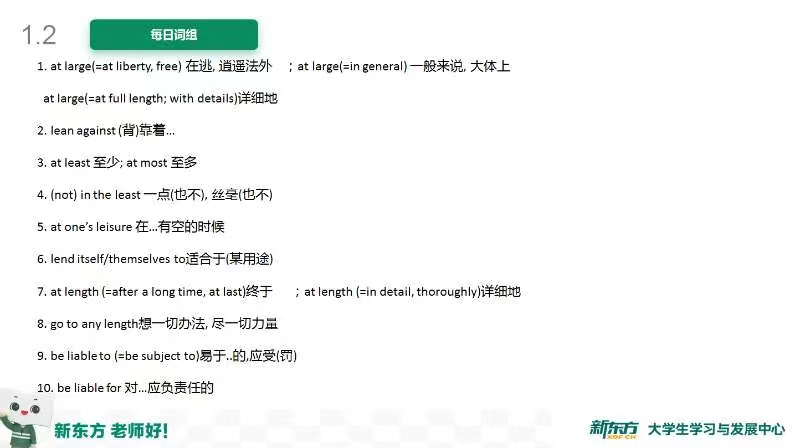 1.2
每日词组
1. at large(=at liberty, free) 在逃, 逍遥法外 ; at large(=in general) 一般来说, 大体上
at large(=at full length; with details)详细地
2. lean against (背)靠着...
3. at least 至少; at most 至多
4. (not) in the least 一点(也不), 丝毫(也不)
5. at one's leisure 在...有空的时候
6. lend itself/themselves to适合于(某用途)
7. at length (=after a long time, at last)终于 ; at length (=in detail, thoroughly)详细地
8. go to any length想一切办法, 尽一切力量
9. be liable to (=be subject to)易于..的,应受(罚)
10. be liable for 对...应负责任的
新东方 老师好!
新东方 XDF.CN 大学生学习与发展中心